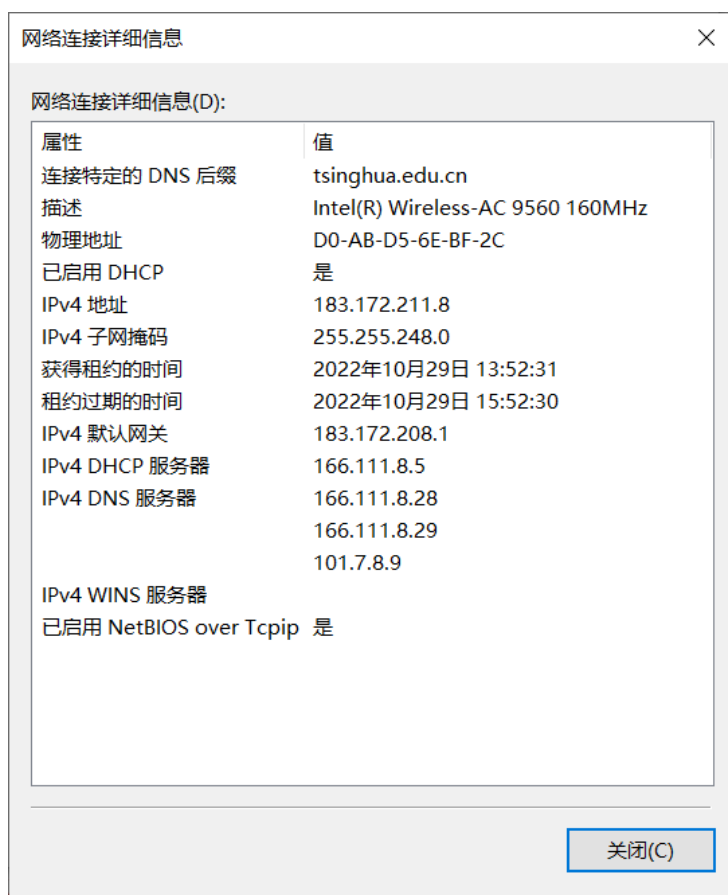 网络连接详细信息
网络连接详细信息(D):
属性 值
连接特定的 DNS 后缀 tsinghua.edu.cn
描述 Intel(R) Wireless-AC 9560 160MHz
物理地址 D0-AB-D5-6E-BF-2C
已启用 DHCP 是
IPv4 地址 183.172.211.8
IPv4 子网掩码 255.255.248.0
获得租约的时间 2022年10月29日 13:52:31
租约过期的时间 2022年10月29日 15:52:30
IPv4 默认网关 183.172.208.1
IPv4 DHCP 服务器 166.111.8.5
IPv4 DNS 服务器 166.111.8.28
166.111.8.29
101.7.8.9
IPv4 WINS 服务器
已启用 NetBIOS over Tcpip 是
关闭(C)